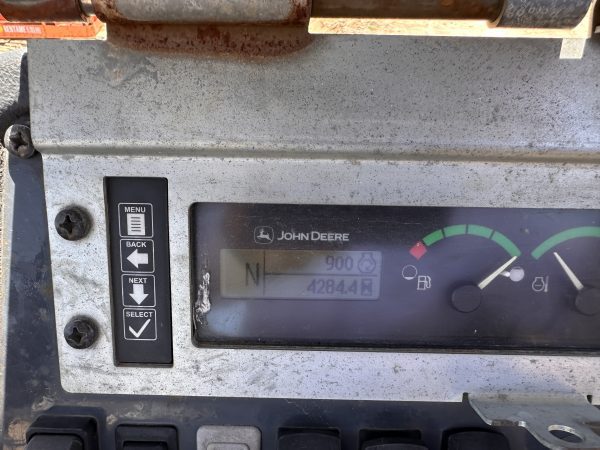 MENU
BACK
NEXT
SELECT
JOHN DEERE
N
900
4284.4